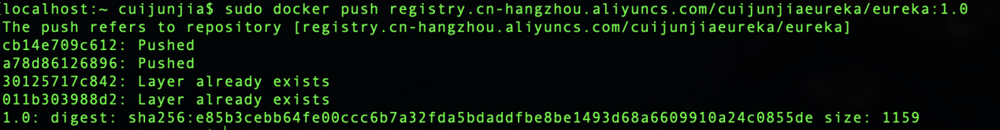 localhost:~ cuijunjia$ sudo docker push registry.cn-hangzhou.aliyuncs.com/cuijunjiaeureka/eureka:1.0
The push refers to repository [registry.cn-hangzhou.aliyuncs.com/cuijunjiaeureka/eureka]
cb14e709c612: Pushed
a78d86126896: Pushed
30125717c842: Layer already exists
011b303988d2: Layer already exists
1.0: digest: sha256:e85b3cebb64fe00ccc6b7a32fda5bdaddfbe8be1493d68a6609910a24c0855de size: 1159